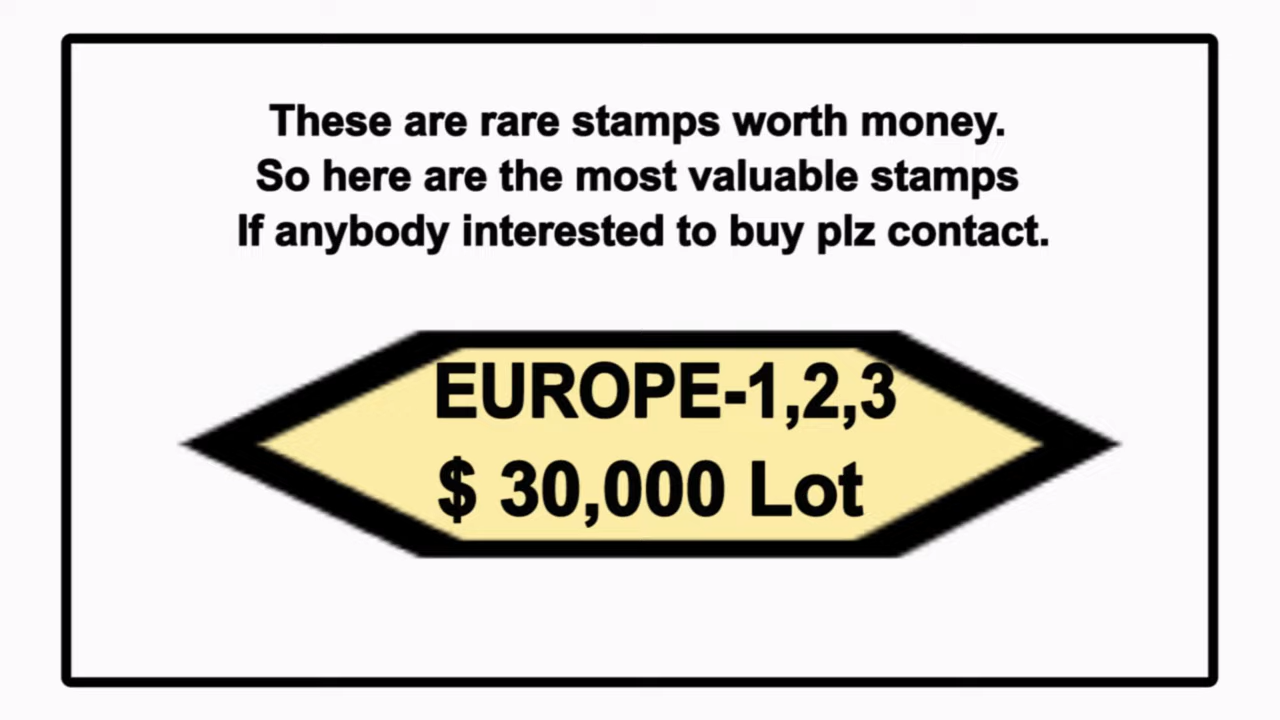 These are rare stamps worth money.
So here are the most valuable stamps
If anybody interested to buy plz contact.
EUROPE-1,2,3
$ 30,000 Lot